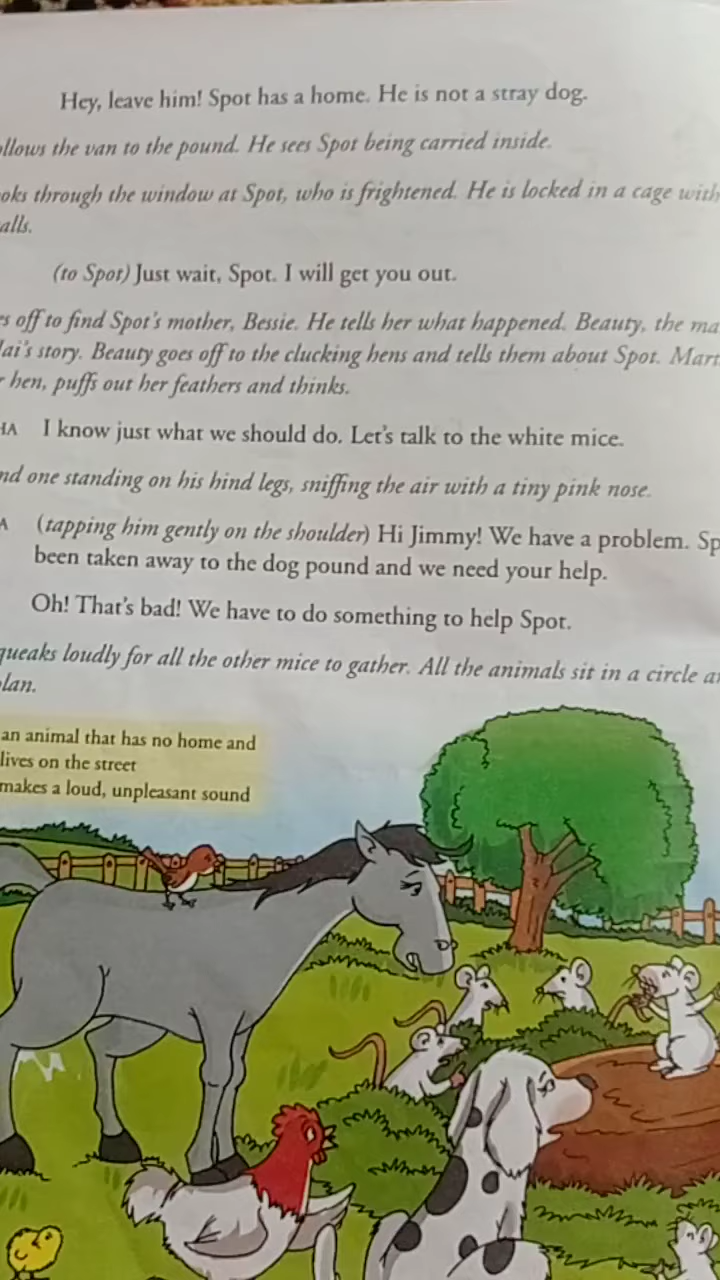 Hey, leave him! Spot has a home. He is not a stray dog.
ollows the van to the pound. He sees Spot being carried inside.
oks through the window at Spot, who is frightened. He is locked in a cage with
alls.
(to Spot) Just wait, Spot. I will get you out.
s off to find Spot's mother, Bessie. He tells her what happened. Beauty, the ma
lai's story. Beauty goes off to the clucking hens and tells them about Spot. Mart
hen, puffs out her feathers and thinks.
HA I know just what we should do. Let's talk to the white mice.
nd one standing on his hind legs, sniffing the air with a tiny pink nose.
A (tapping him gently on the shoulder) Hi Jimmy! We have a problem. Sp
been taken away to the dog pound and we need your help.
Oh! That's bad! We have to do something to help Spot.
queaks loudly for all the other mice to gather. All the animals sit in a circle a
lan.
an animal that has no home and
lives on the street
makes a loud, unpleasant sound